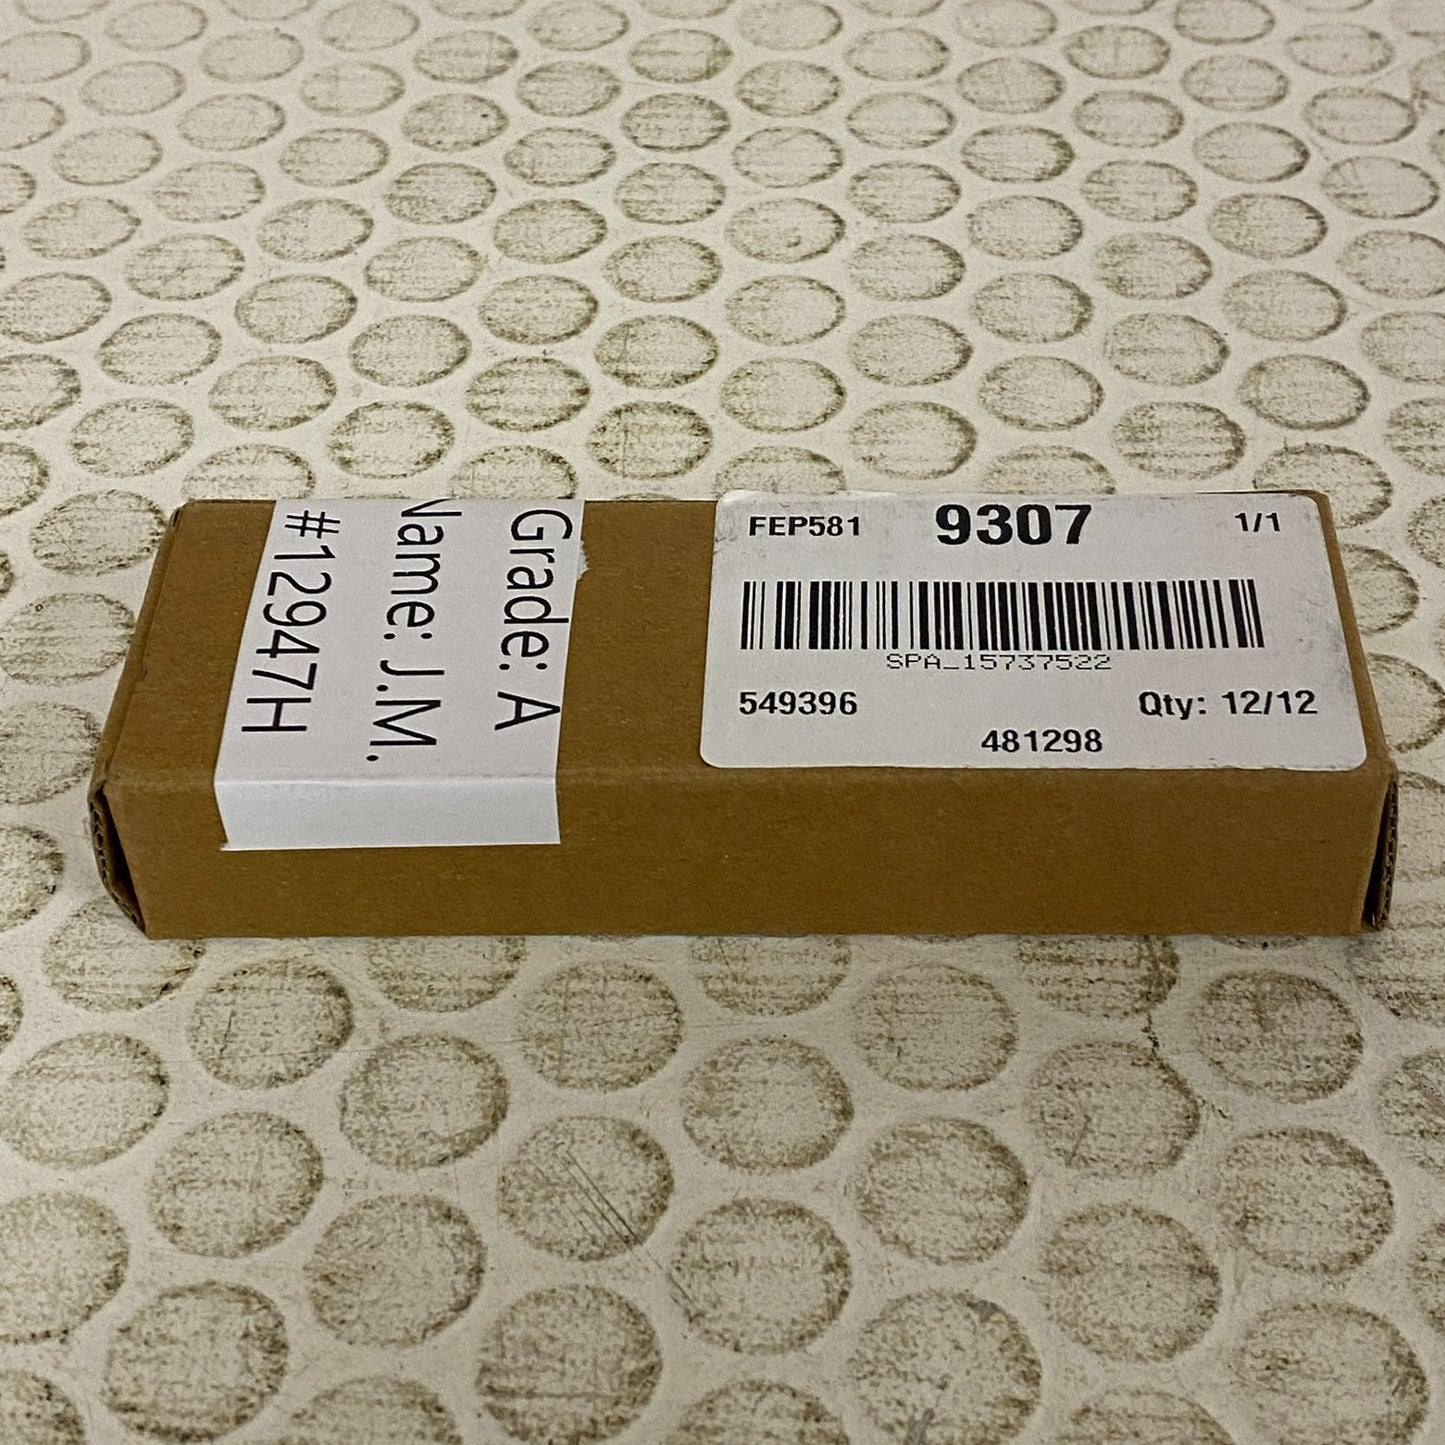 Grade: A
Name: J.M.
#12947H
FEP581 9307 1/1
SPA_15737522
549396 Qty: 12/12
481298